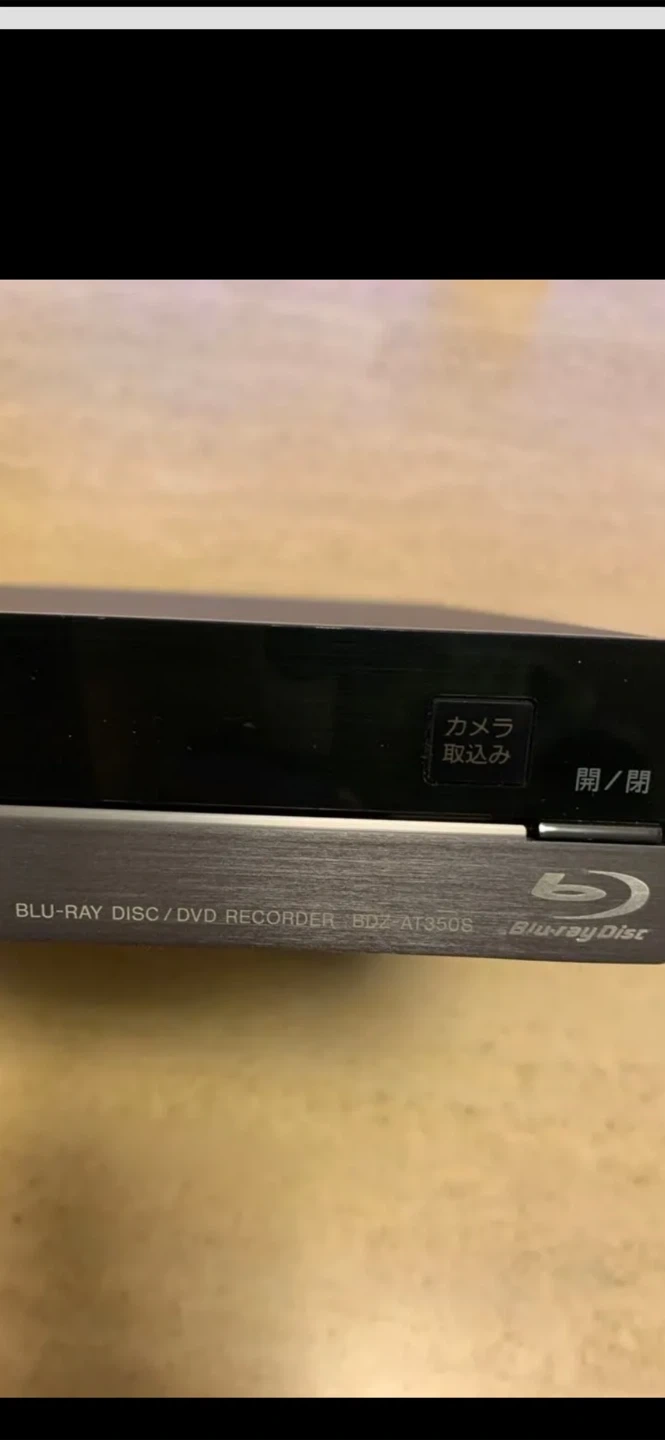 カメラ
取込み
開/閉
BLU-RAY DISC/DVD RECORDER BDZ-AT350S
Blu-ray Disc